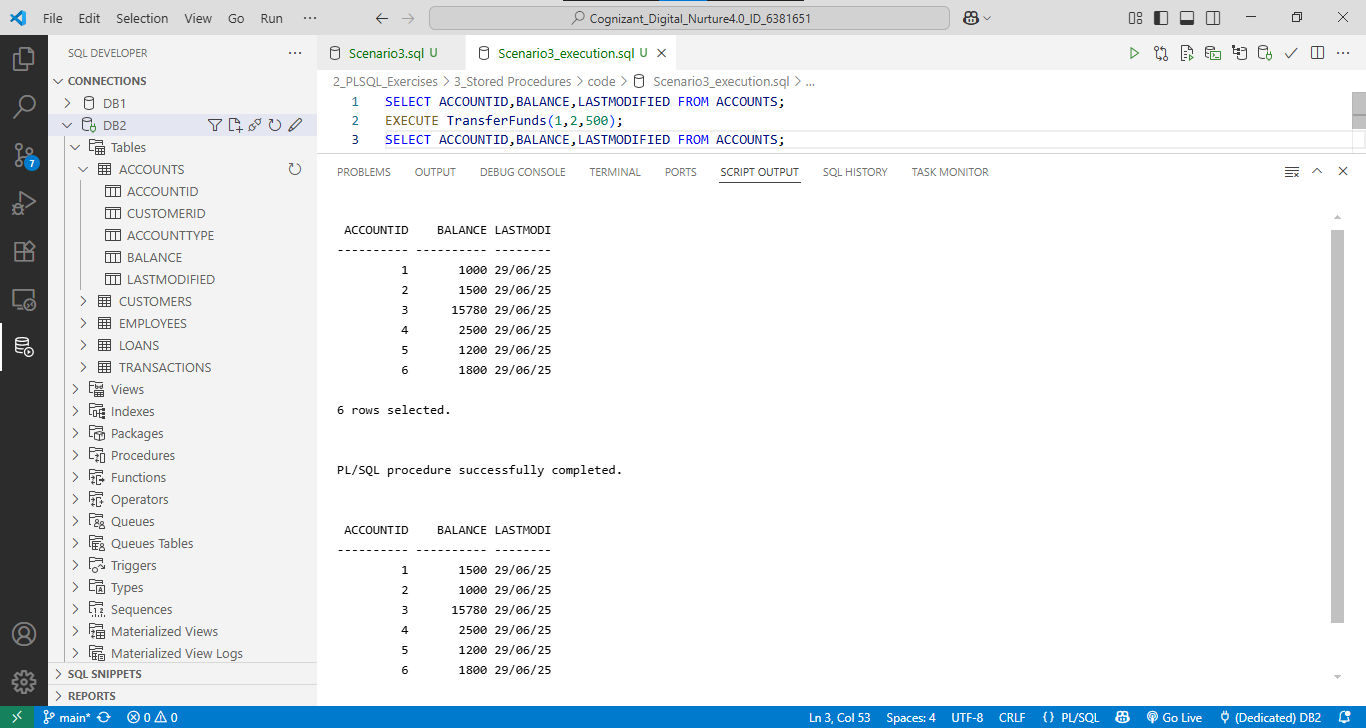 File Edit Selection View Go Run ··· Cognizant_Digital_Nurture4.0_ID_6381651
SQL DEVELOPER ···
CONNECTIONS
DB1
DB2
Tables
ACCOUNTS
ACCOUNTID
CUSTOMERID
ACCOUNTTYPE
BALANCE
LASTMODIFIED
CUSTOMERS
EMPLOYEES
LOANS
TRANSACTIONS
Views
Indexes
Packages
Procedures
Functions
Operators
Queues
Queues Tables
Triggers
Types
Sequences
Materialized Views
Materialized View Logs
SQL SNIPPETS
REPORTS
7
Scenario3.sql U Scenario3_execution.sql U
2_PLSQL_Exercises > 3_Stored Procedures > code > Scenario3_execution.sql > ...
1 SELECT ACCOUNTID,BALANCE,LASTMODIFIED FROM ACCOUNTS;
2 EXECUTE TransferFunds(1,2,500);
3 SELECT ACCOUNTID,BALANCE,LASTMODIFIED FROM ACCOUNTS;
PROBLEMS OUTPUT DEBUG CONSOLE TERMINAL PORTS SCRIPT OUTPUT SQL HISTORY TASK MONITOR
ACCOUNTID BALANCE LASTMODI
---------- ---------- --------
1 1000 29/06/25
2 1500 29/06/25
3 15780 29/06/25
4 2500 29/06/25
5 1200 29/06/25
6 1800 29/06/25
6 rows selected.
PL/SQL procedure successfully completed.
ACCOUNTID BALANCE LASTMODI
---------- ---------- --------
1 1500 29/06/25
2 1000 29/06/25
3 15780 29/06/25
4 2500 29/06/25
5 1200 29/06/25
6 1800 29/06/25
main* 0 0 Ln 3, Col 53 Spaces: 4 UTF-8 CRLF {} PL/SQL Go Live (Dedicated) DB2